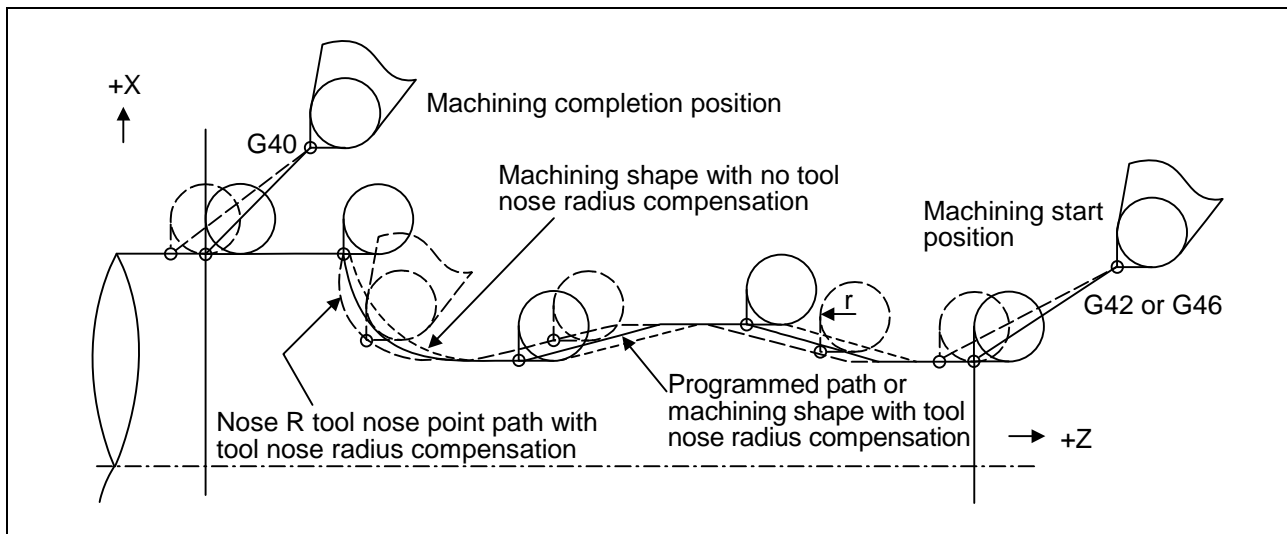 +X
Machining completion position
G40
Machining shape with no tool
nose radius compensation
Machining start
position
r
G42 or G46
Programmed path or
machining shape with tool
nose radius compensation
Nose R tool nose point path with
tool nose radius compensation
+Z